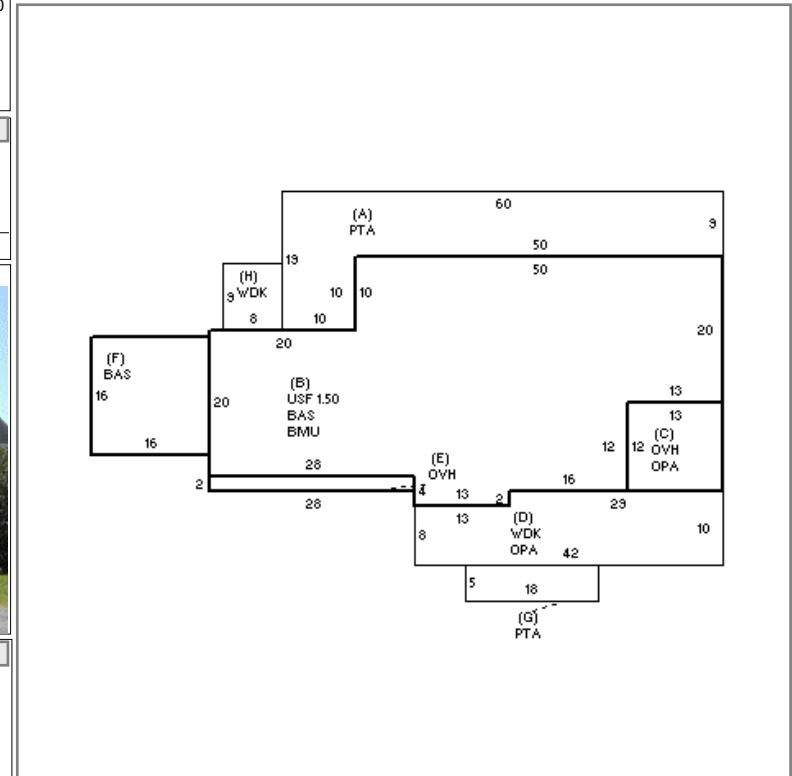 60
(A)
PTA
9
50
19
50
(H)
WDK
9
10
10
8
10
20
20
(F)
BAS
16
(B)
USF 1.50
BAS
BMU
20
13
13
(C)
OVH
OPA
12
12
16
28
(E)
OVH
2
4
13
2
16
28
29
13
(D)
WDK
OPA
8
10
42
5
18
(G)
PTA